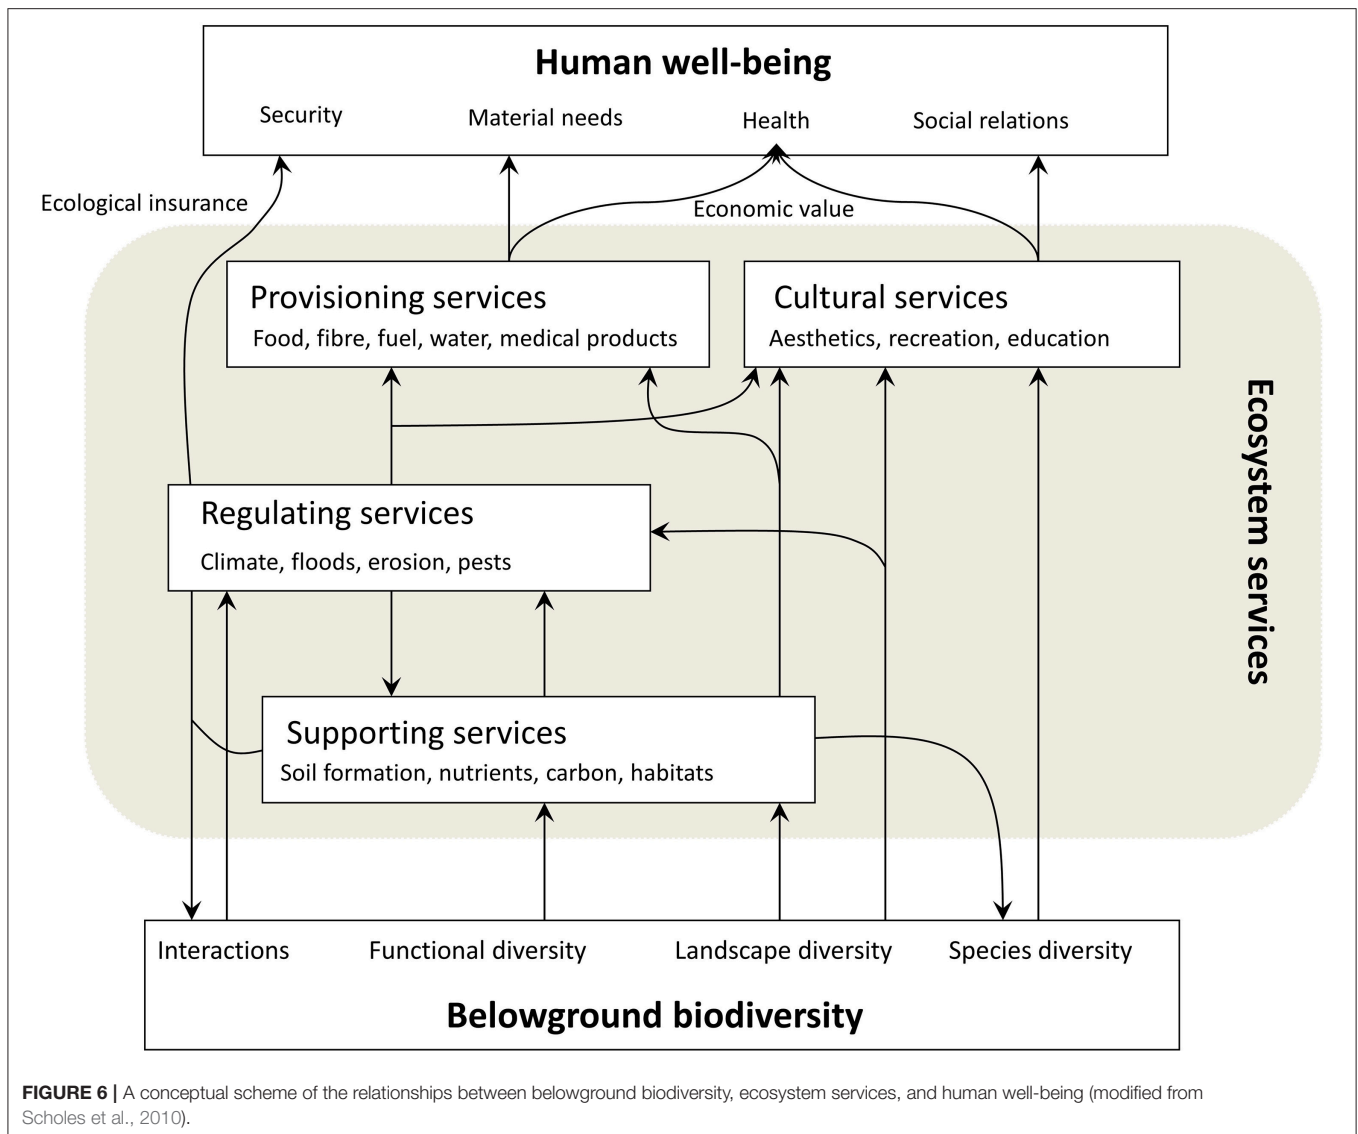 Human well-being
Security
Material needs
Health
Social relations
Ecological insurance
Economic value
Provisioning services
Food, fibre, fuel, water, medical products
Cultural services
Aesthetics, recreation, education
Ecosystem services
Regulating services
Climate, floods, erosion, pests
Supporting services
Soil formation, nutrients, carbon, habitats
Interactions
Functional diversity
Landscape diversity
Species diversity
Belowground biodiversity
FIGURE 6 | A conceptual scheme of the relationships between belowground biodiversity, ecosystem services, and human well-being (modified from
Scholes et al., 2010).